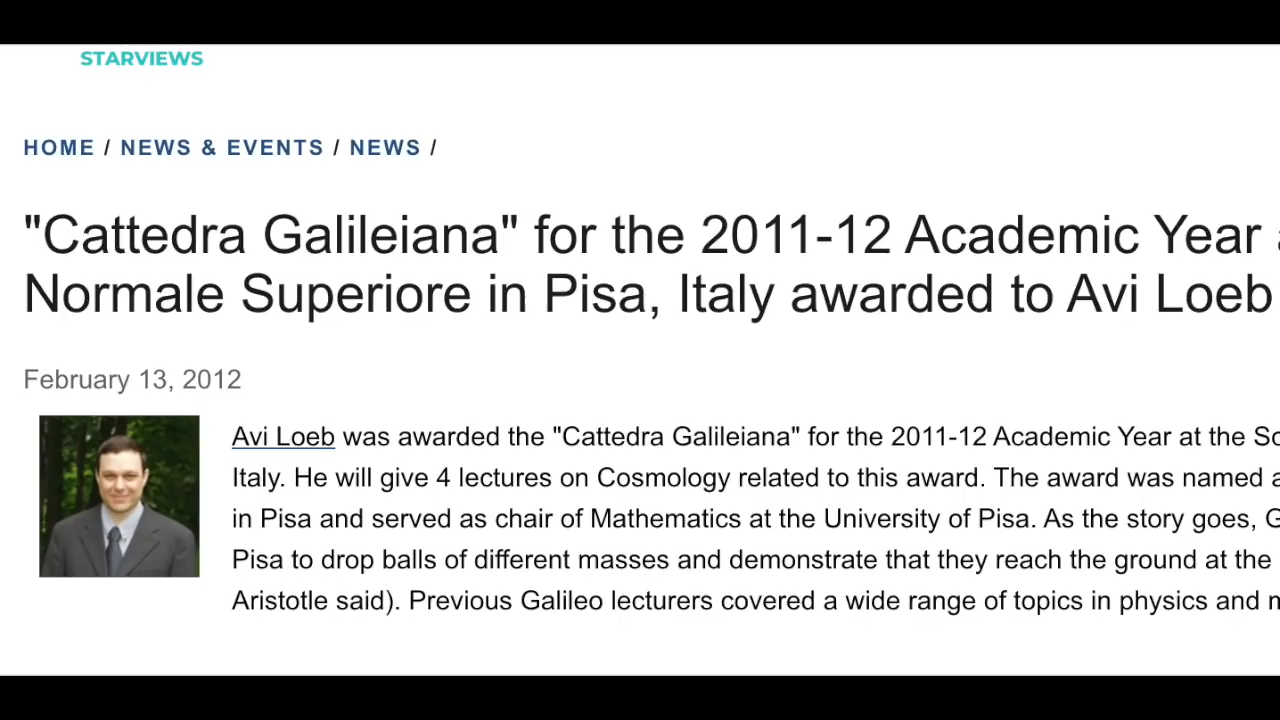 STARVIEWS
HOME / NEWS & EVENTS / NEWS /
"Cattedra Galileiana" for the 2011-12 Academic Year
Normale Superiore in Pisa, Italy awarded to Avi Loeb
February 13, 2012
Avi Loeb was awarded the "Cattedra Galileiana" for the 2011-12 Academic Year at the
Italy. He will give 4 lectures on Cosmology related to this award. The award was named
in Pisa and served as chair of Mathematics at the University of Pisa. As the story goes,
Pisa to drop balls of different masses and demonstrate that they reach the ground at the
Aristotle said). Previous Galileo lecturers covered a wide range of topics in physics and